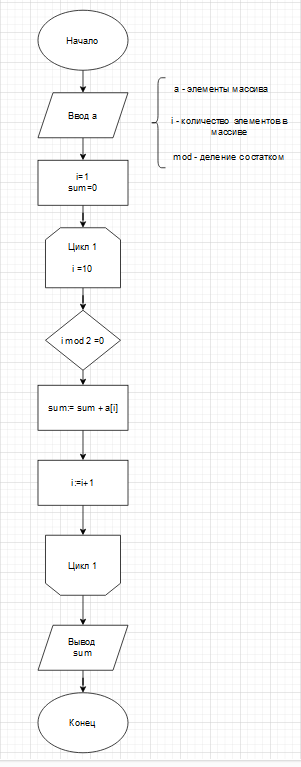 Начало
Ввод а
а - элементы массива
i - количество элементов в
массиве
mod - деление состатком
i=1
sum=0
Цикл 1
i =10
i mod 2 =0
sum:= sum + a[i]
i:=i+1
Цикл 1
Вывод
sum
Конец